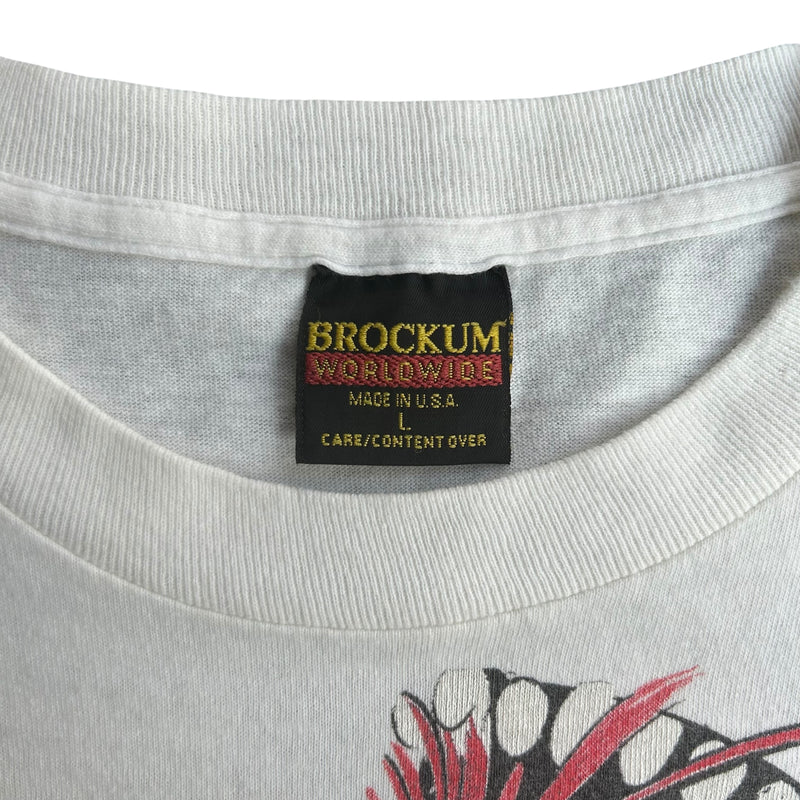 BROCKUM
WORLDWIDE
MADE IN U.S.A.
L
CARE/CONTENT OVER